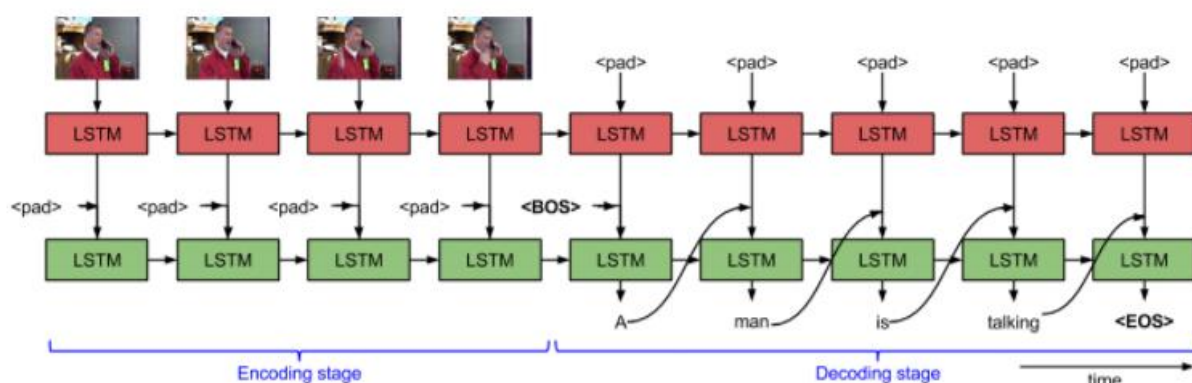 <pad> <pad> <pad> <pad> <pad>
LSTM LSTM LSTM LSTM LSTM LSTM LSTM LSTM LSTM
<pad> <pad> <pad> <pad> <BOS>
LSTM LSTM LSTM LSTM LSTM LSTM LSTM LSTM LSTM
A man is talking <EOS>
Encoding stage Decoding stage time